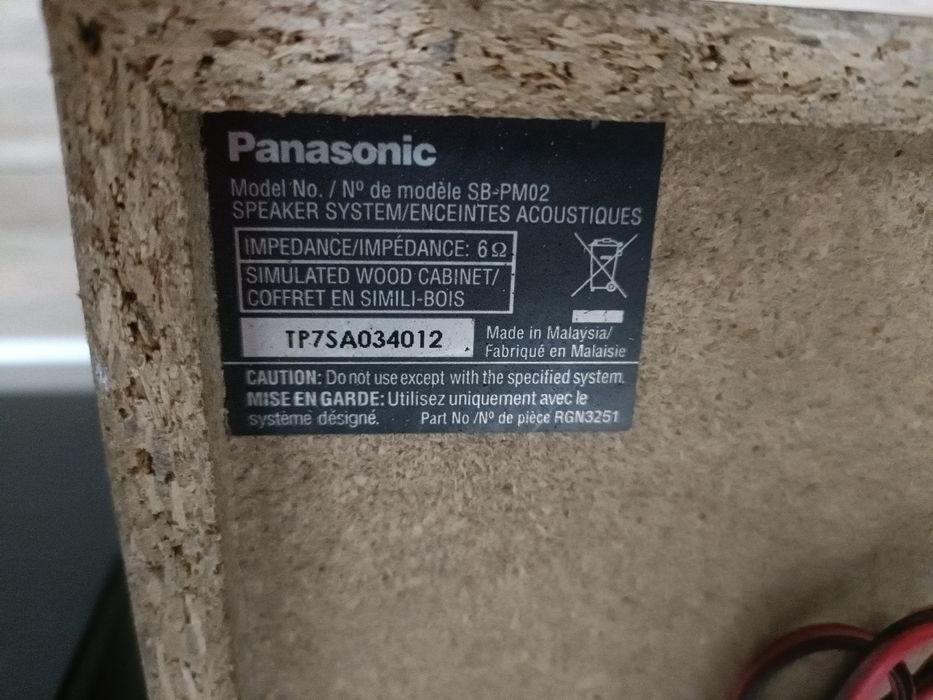 Panasonic
Model No. / Nº de modèle SB-PM02
SPEAKER SYSTEM/ENCEINTES ACOUSTIQUES
IMPEDANCE/IMPÉDANCE: 6Ω
SIMULATED WOOD CABINET/
COFFRET EN SIMILI-BOIS
TP7SA034012
Made in Malaysia/
Fabriqué en Malaisie
CAUTION: Do not use except with the specified system.
MISE EN GARDE: Utilisez uniquement avec le
système désigné. Part No /Nº de pièce RGN3251